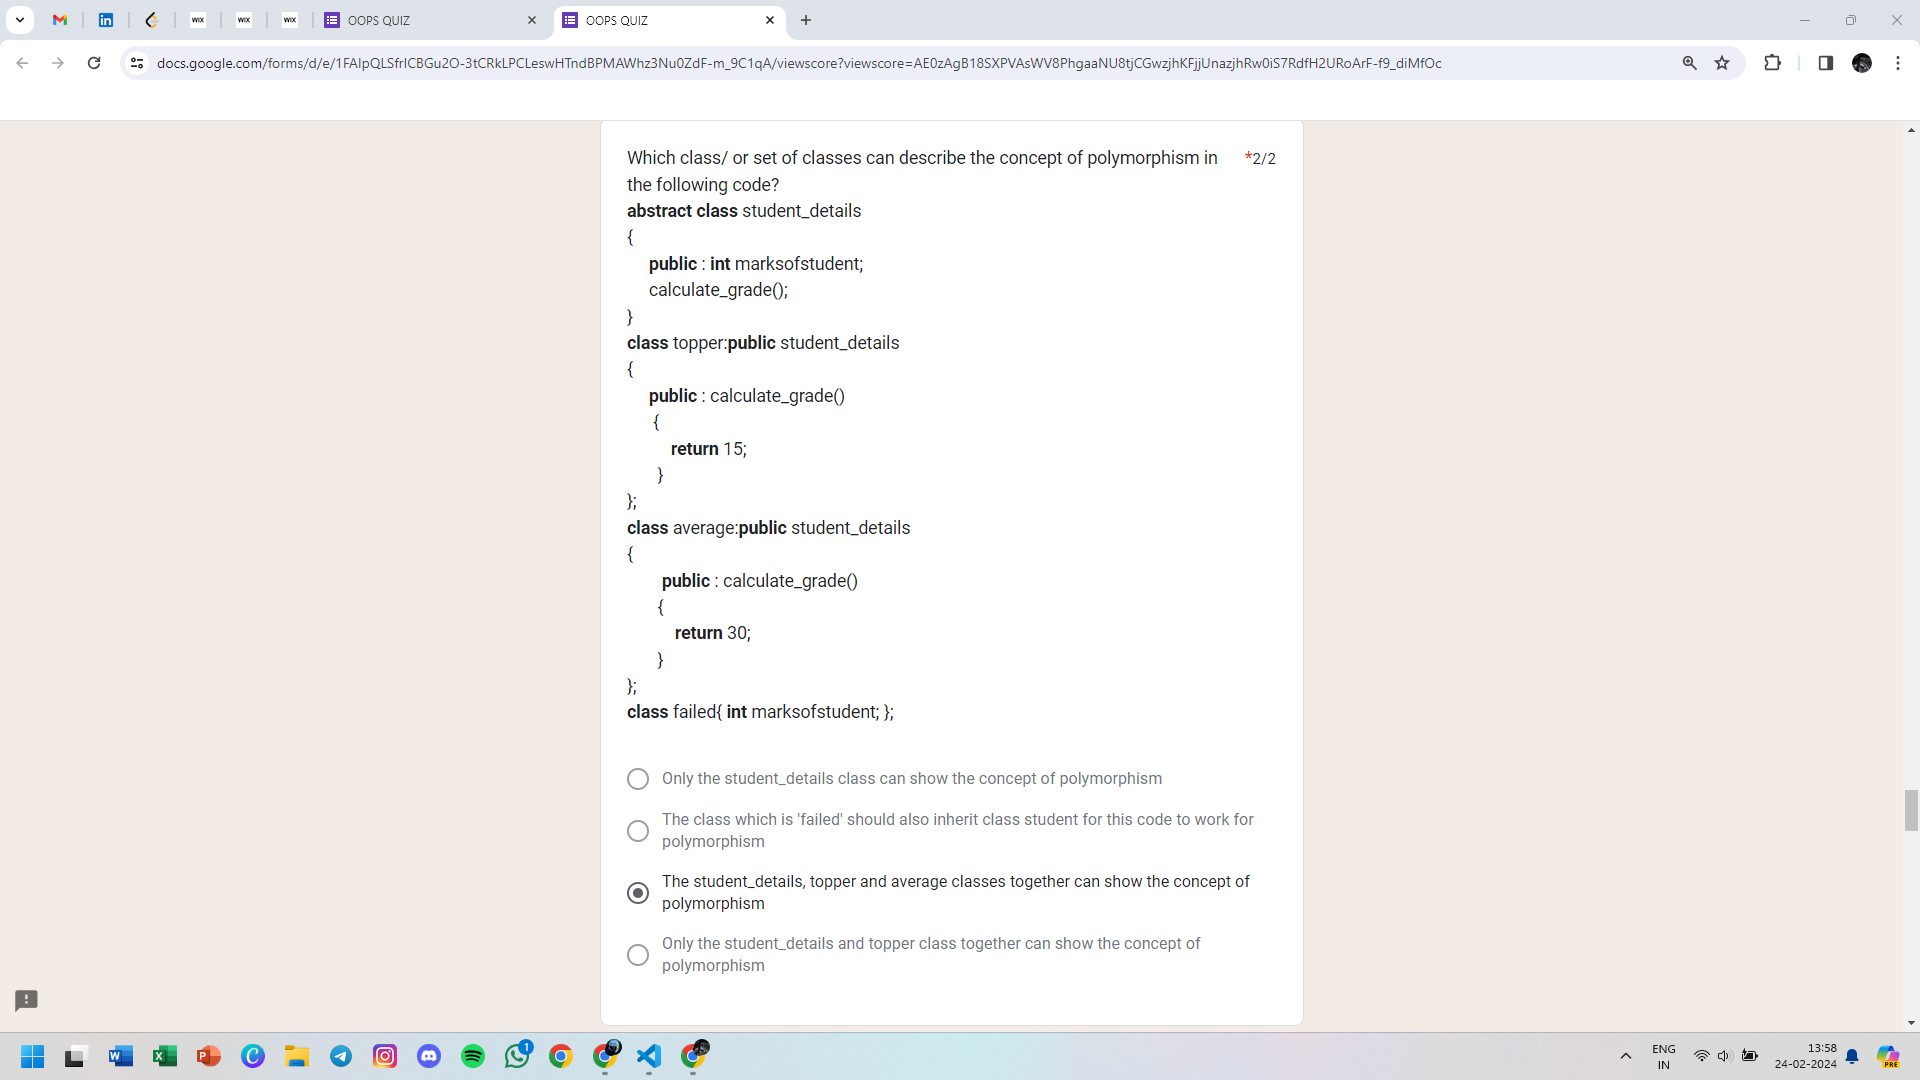 OOPS QUIZ
OOPS QUIZ
docs.google.com/forms/d/e/1FAIpQLSfrICBGu2O-3tCRkLPCLeswHTndBPMAWhz3Nu0ZdF-m_9C1qA/viewscore?viewscore=AE0zAgB18SXPVAsWV8PhgaaNU8tjCGwzjhKFjjUnazjhRw0iS7RdfH2URoArF-f9_diMfOc
Which class/ or set of classes can describe the concept of polymorphism in *2/2
the following code?
abstract class student_details
{
public : int marksofstudent;
calculate_grade();
}
class topper:public student_details
{
public : calculate_grade()
{
return 15;
}
};
class average:public student_details
{
public : calculate_grade()
{
return 30;
}
};
class failed{ int marksofstudent; };
Only the student_details class can show the concept of polymorphism
The class which is 'failed' should also inherit class student for this code to work for
polymorphism
The student_details, topper and average classes together can show the concept of
polymorphism
Only the student_details and topper class together can show the concept of
polymorphism
1
ENG
IN
13:58
24-02-2024